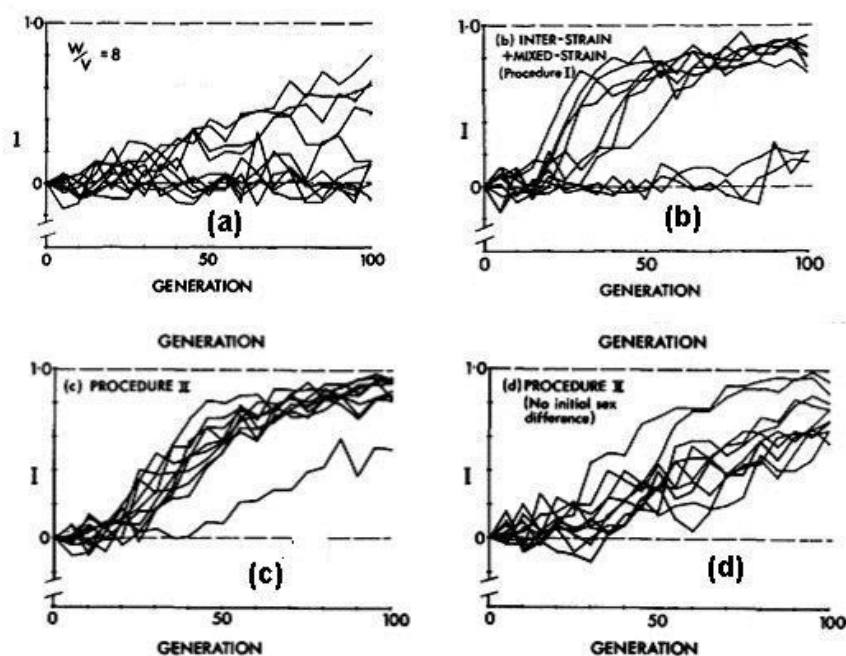 1·0
W/V = 8
I
0
(a)
0 50 100
GENERATION
1·0
(b) INTER-STRAIN
+MIXED-STRAIN
(Procedure I)
I
0
(b)
0 50 100
GENERATION
GENERATION
1·0
(c) PROCEDURE II
I
0
(c)
0 50 100
GENERATION
GENERATION
1·0
(d) PROCEDURE II
(No initial sex
difference)
I
0
(d)
0 50 100
GENERATION